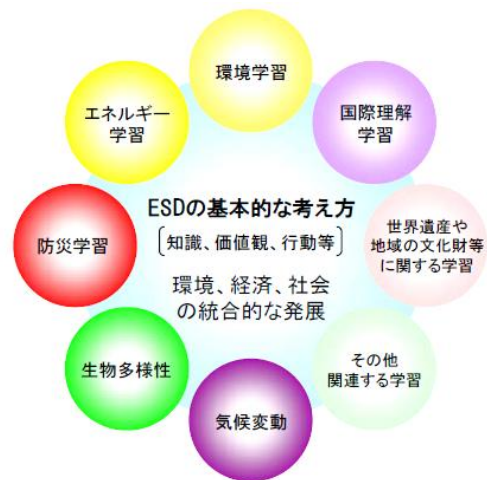 環境学習
国際理解
学習
世界遺産や
地域の文化財等
に関する学習
その他
関連する学習
気候変動
生物多様性
防災学習
エネルギー
学習
ESDの基本的な考え方
〔知識、価値観、行動等〕
環境、経済、社会
の統合的な発展